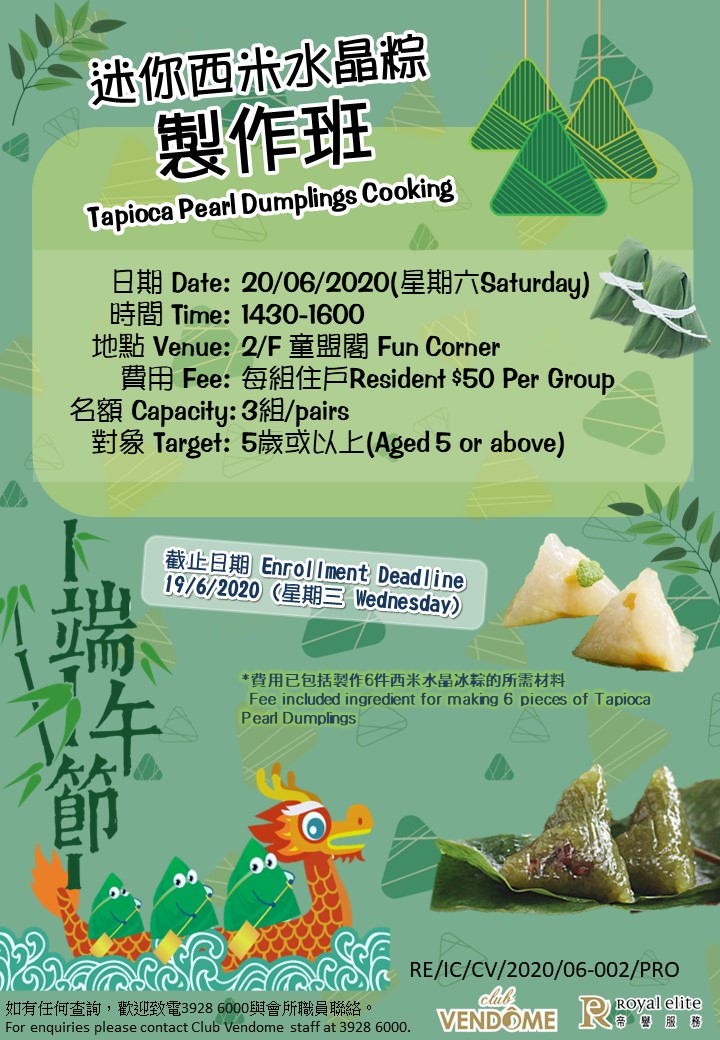 迷你西米水晶粽
製作班
Tapioca Pearl Dumplings Cooking
日期 Date: 20/06/2020(星期六Saturday)
時間 Time: 1430-1600
地點 Venue: 2/F 童盟閣 Fun Corner
費用 Fee: 每組住戶Resident $50 Per Group
名額 Capacity: 3組/pairs
對象 Target: 5歲或以上(Aged 5 or above)
截止日期 Enrollment Deadline
19/6/2020 (星期三 Wednesday)
端午節
*費用已包括製作6件西米水晶冰粽的所需材料
Fee included ingredient for making 6 pieces of Tapioca
Pearl Dumplings
RE/IC/CV/2020/06-002/PRO
如有任何查詢，歡迎致電3928 6000與會所職員聯絡。
For enquiries please contact Club Vendome staff at 3928 6000.
club
VENDÔME
R royal elite
帝譽服務